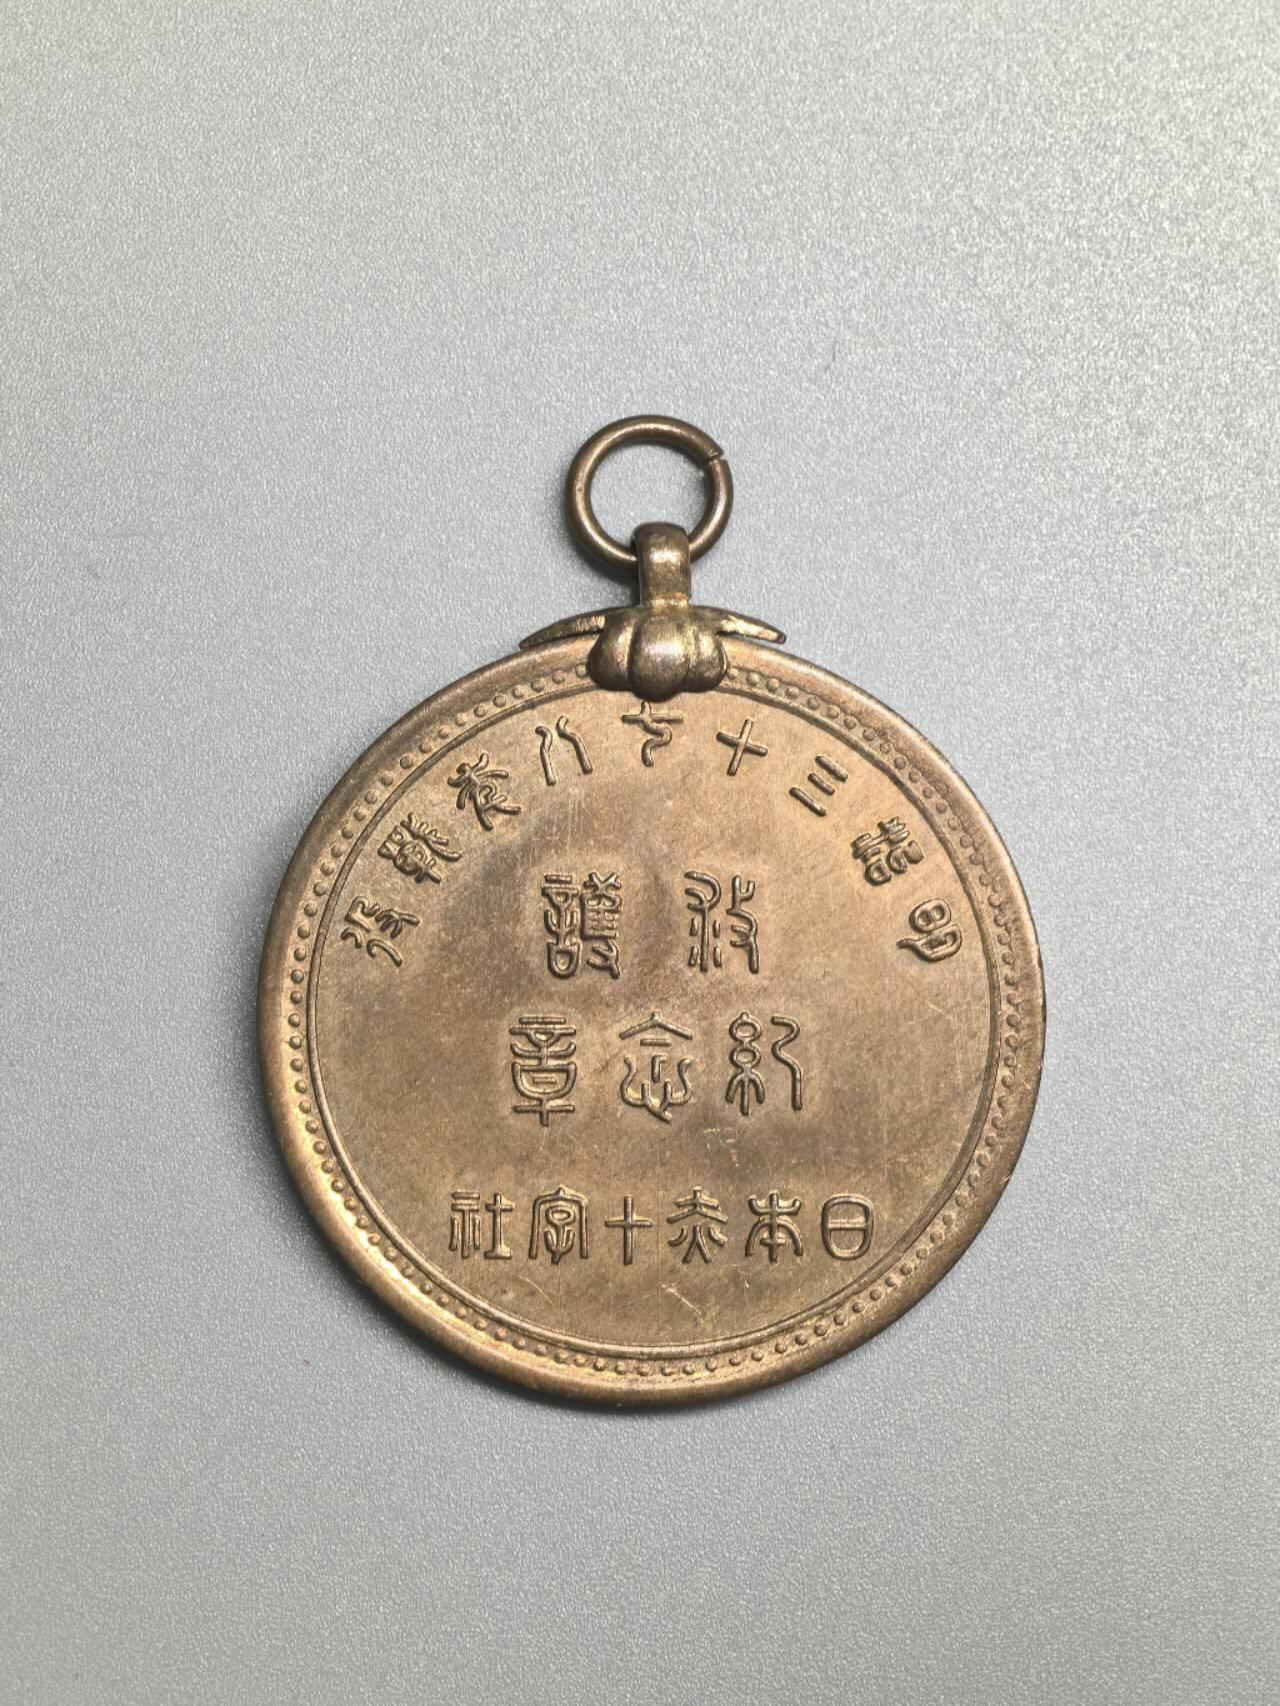 明治三十七八年戰役
救護
紀念章
日本赤十字社